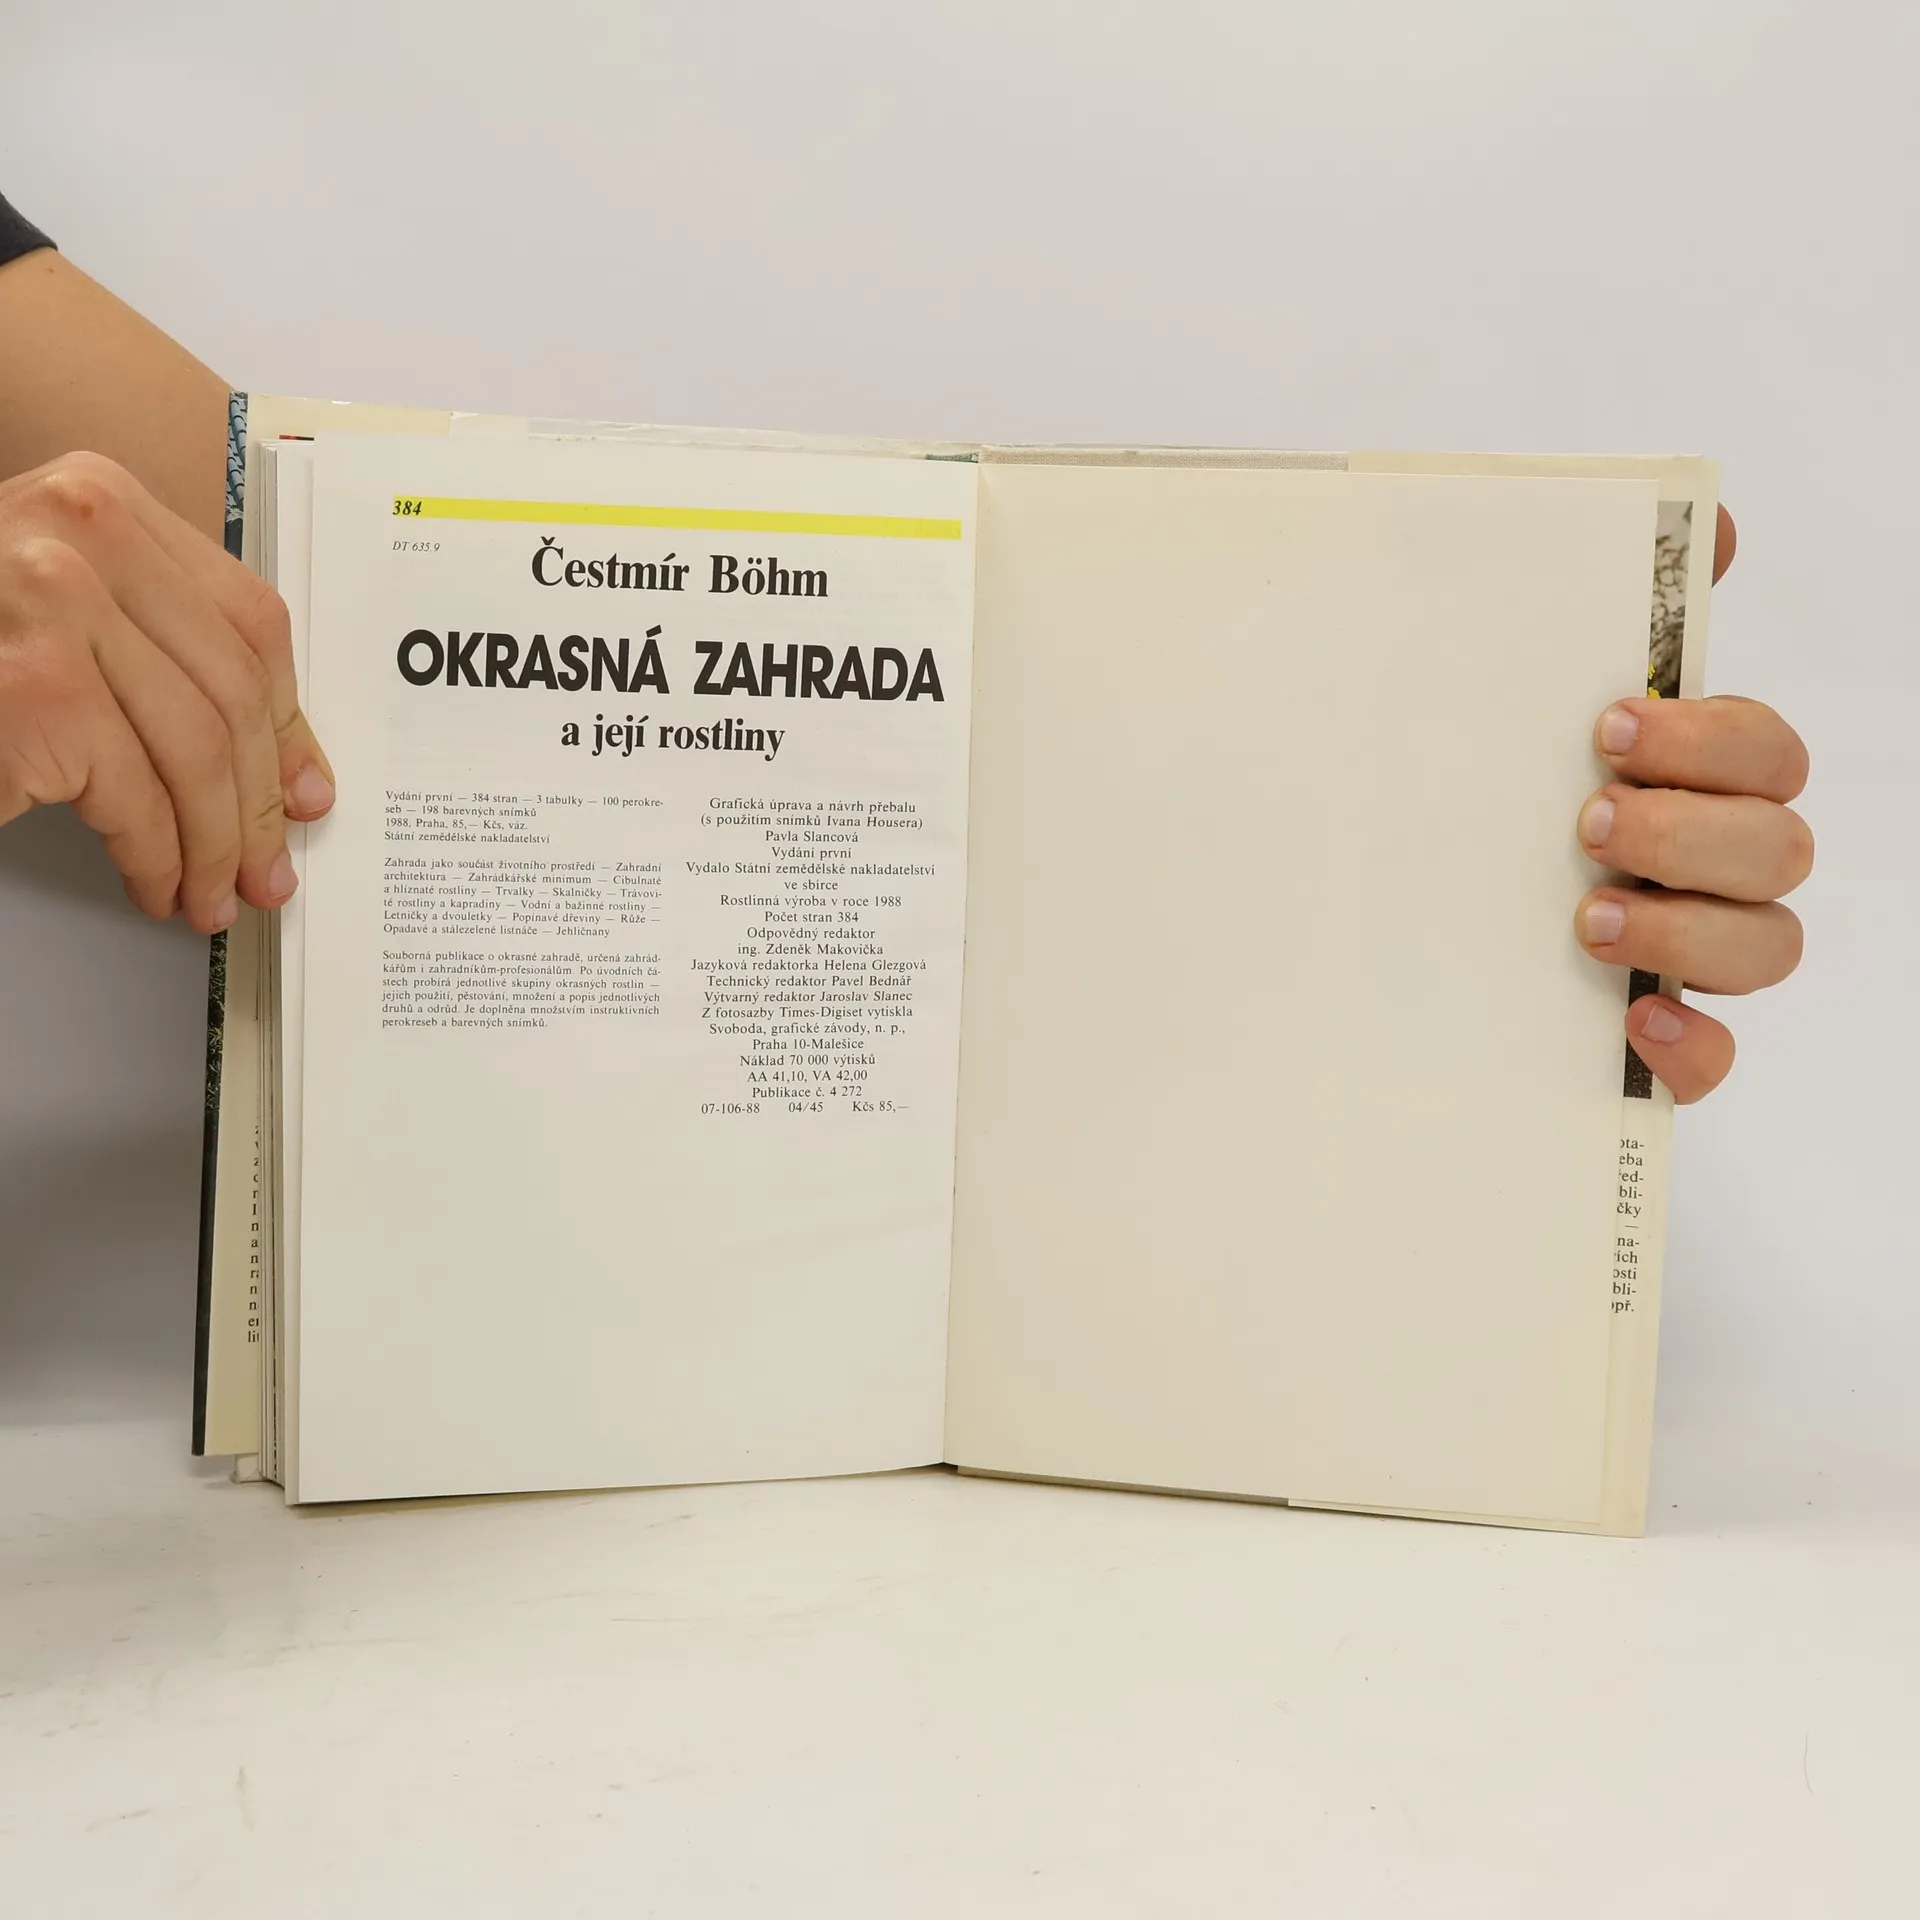 384
DT 635.9
Čestmír Böhm
OKRASNÁ ZAHRADA
a její rostliny
Vydání první — 384 stran — 3 tabulky — 100 perokre-
seb — 198 barevných snímků
1988, Praha, 85,— Kčs, váz.
Státní zemědělské nakladatelství
Zahrada jako součást životního prostředí — Zahradní
architektura — Zahrádkářské minimum — Cibulnaté
a hlíznaté rostliny — Trvalky — Skalničky — Trávovi-
té rostliny a kapradiny — Vodní a bažinné rostliny —
Letničky a dvouletky — Popínavé dřeviny — Růže —
Opadavé a stálezelené listnáče — Jehličnany
Souborná publikace o okrasné zahradě, určená zahrád-
kářům i zahradníkům-profesionálům. Po úvodních čá-
stech probírá jednotlivé skupiny okrasných rostlin —
jejich použití, pěstování, množení a popis jednotlivých
druhů a odrůd. Je doplněna množstvím instruktivních
perokreseb a barevných snímků.
Grafická úprava a návrh přebalu
(s použitím snímků Ivana Housera)
Pavla Slancová
Vydání první
Vydalo Státní zemědělské nakladatelství
ve sbírce
Rostlinná výroba v roce 1988
Počet stran 384
Odpovědný redaktor
ing. Zdeněk Makovička
Jazyková redaktorka Helena Glezgová
Technický redaktor Pavel Bednář
Výtvarný redaktor Jaroslav Slanec
Z fotosazby Times-Digiset vytiskla
Svoboda, grafické závody, n. p.,
Praha 10-Malešice
Náklad 70 000 výtisků
AA 41,10, VA 42,00
Publikace č. 4 272
07-106-88 04/45 Kčs 85,—